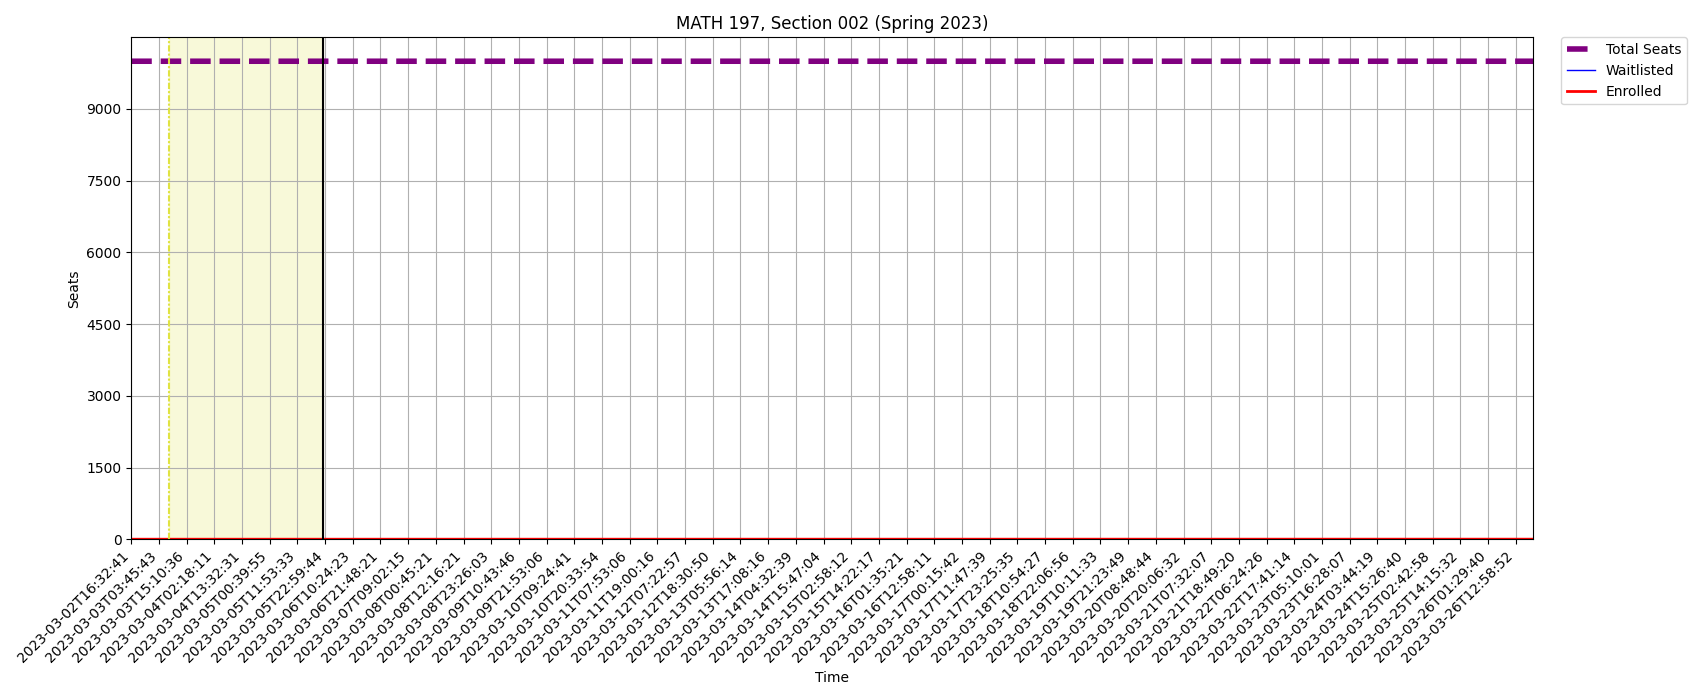 MATH 197, Section 002 (Spring 2023)
Total Seats
Waitlisted
Enrolled
9000
7500
6000
4500
3000
1500
0
Seats
2023-03-02T16:32:41
2023-03-03T03:45:43
2023-03-03T15:10:36
2023-03-04T02:18:11
2023-03-04T13:32:31
2023-03-05T00:39:55
2023-03-05T11:53:33
2023-03-05T22:59:44
2023-03-06T10:24:23
2023-03-06T21:48:21
2023-03-07T09:02:15
2023-03-08T00:45:21
2023-03-08T12:16:21
2023-03-08T23:26:03
2023-03-09T10:43:46
2023-03-09T21:53:06
2023-03-10T09:24:41
2023-03-10T20:33:54
2023-03-11T07:53:06
2023-03-11T19:00:16
2023-03-12T07:22:57
2023-03-12T18:30:50
2023-03-13T05:56:14
2023-03-13T17:08:16
2023-03-14T04:32:39
2023-03-14T15:47:04
2023-03-15T02:58:12
2023-03-15T14:22:17
2023-03-16T01:35:21
2023-03-16T12:58:11
2023-03-17T00:15:42
2023-03-17T11:47:39
2023-03-17T23:25:35
2023-03-18T10:54:27
2023-03-18T22:06:56
2023-03-19T10:11:33
2023-03-19T21:23:49
2023-03-20T08:48:44
2023-03-20T20:06:32
2023-03-21T07:32:07
2023-03-21T18:49:20
2023-03-22T06:24:26
2023-03-22T17:41:14
2023-03-23T05:10:01
2023-03-23T16:28:07
2023-03-24T03:44:19
2023-03-24T15:26:40
2023-03-25T02:42:58
2023-03-25T14:15:32
2023-03-26T01:29:40
2023-03-26T12:58:52
Time